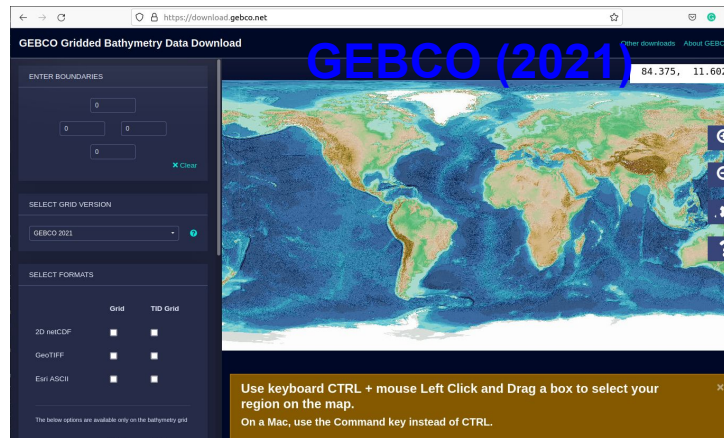 https://download.gebco.net
GEBCO Gridded Bathymetry Data Download
GEBCO (2021)
Other downloads About GEBC
84.375, 11.602
ENTER BOUNDARIES
0
0 0
0
× Clear
SELECT GRID VERSION
GEBCO 2021
SELECT FORMATS
Grid TID Grid
2D netCDF
GeoTIFF
Esri ASCII
The below options are available only on the bathymetry grid
Use keyboard CTRL + mouse Left Click and Drag a box to select your
region on the map.
On a Mac, use the Command key instead of CTRL.